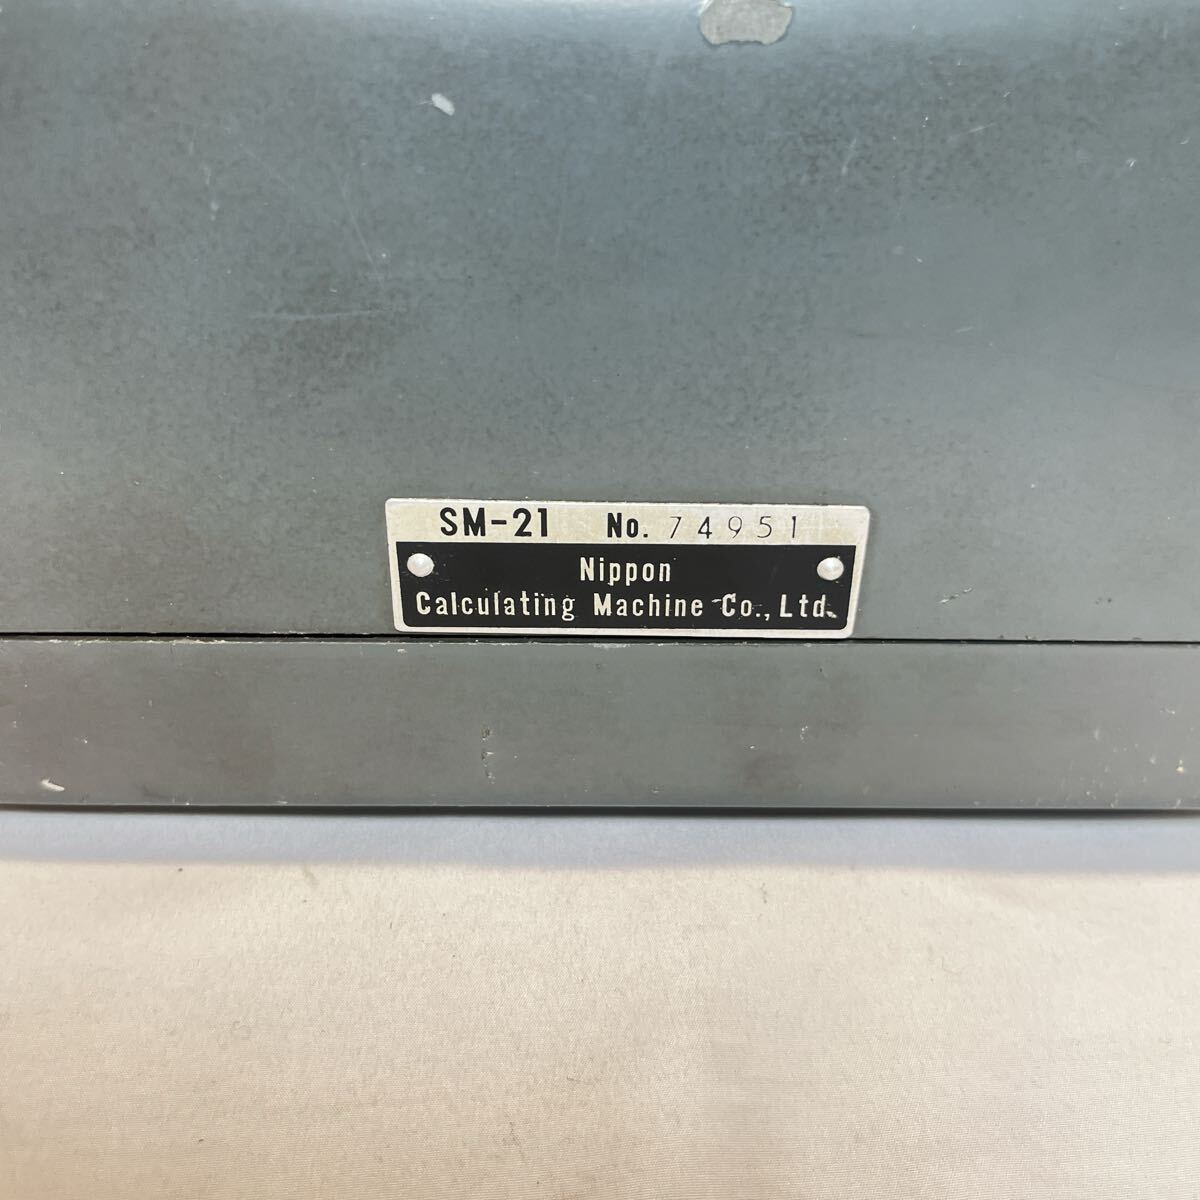 SM-21 No. 74951
Nippon
Calculating Machine Co., Ltd.